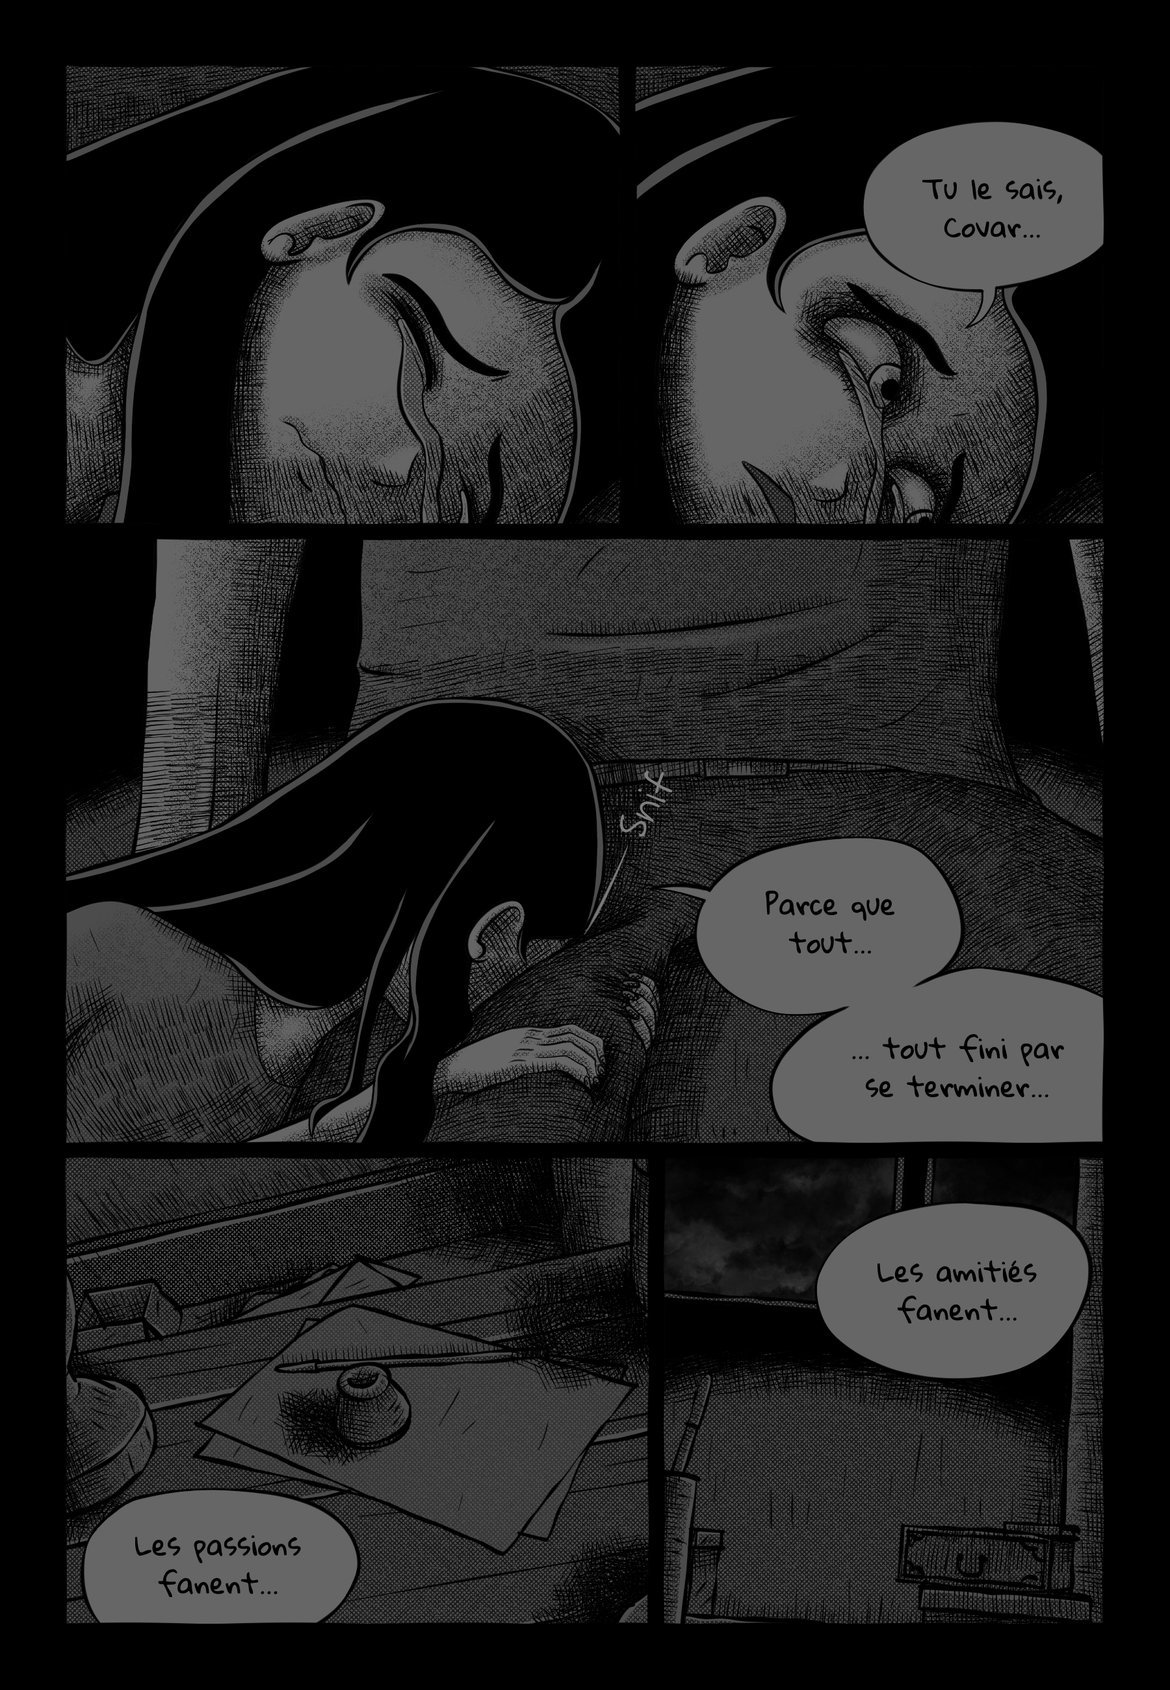 Tu le sais,
Covar...
Snif
Parce que
tout...
... tout fini par
se terminer...
Les passions
fanent...
Les amitiés
fanent...